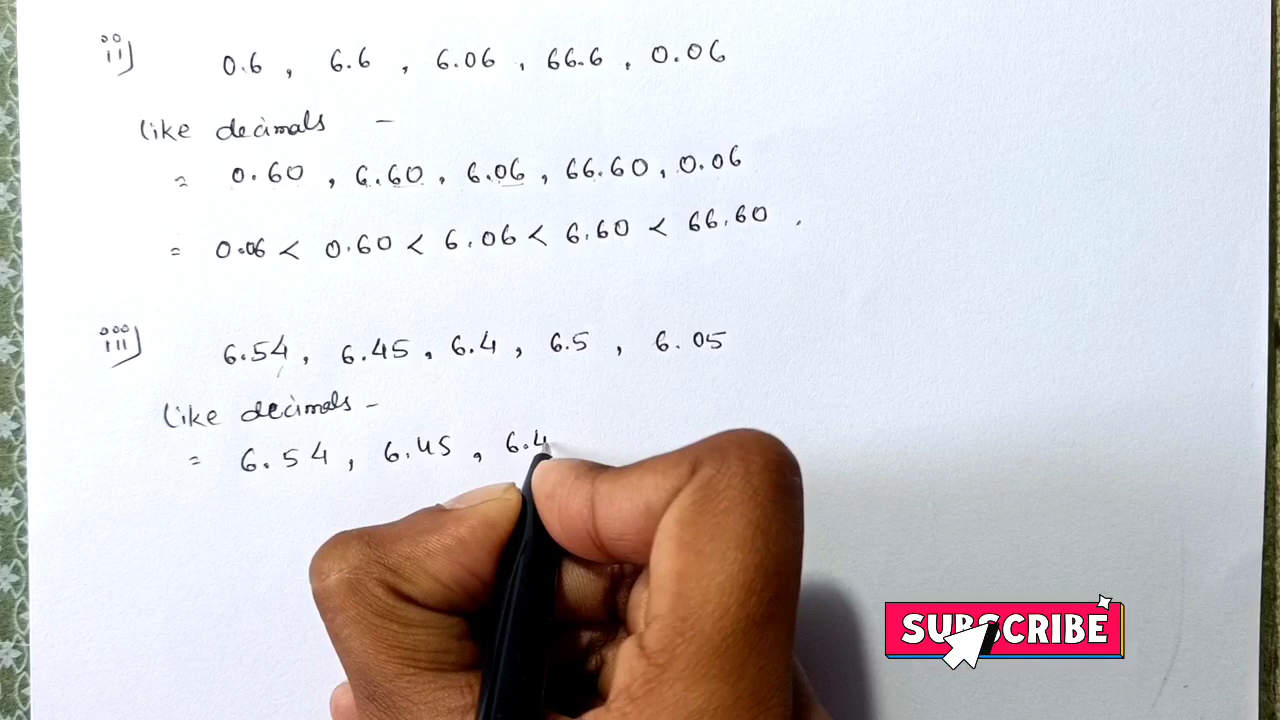 ii) 0.6 , 6.6 , 6.06 , 66.6 , 0.06
like decimals -
= 0.60 , 6.60 , 6.06 , 66.60 , 0.06
= 0.06 < 0.60 < 6.06 < 6.60 < 66.60 .
iii) 6.54 , 6.45 , 6.4 , 6.5 , 6.05
like decimals -
= 6.54 , 6.45 , 6.4
SUBSCRIBE